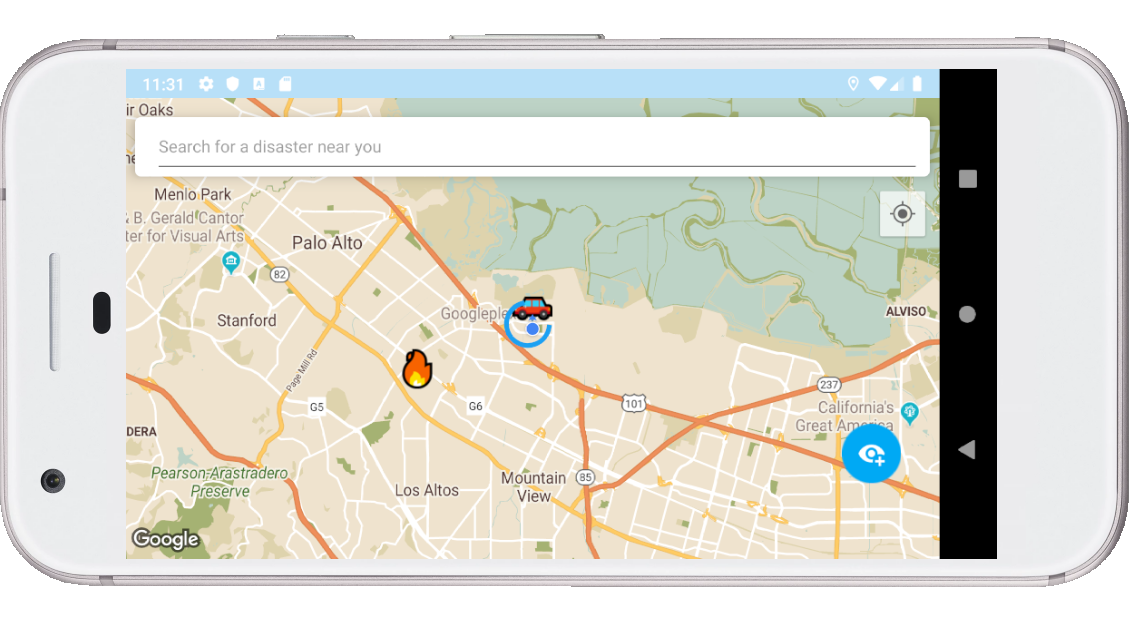 11:31
ir Oaks
Search for a disaster near you
Menlo Park
& B. Gerald Cantor
ter for Visual Arts
Palo Alto
82
Stanford
Googleple
ALVISO
Page Mill Rd
237
G5
G6
101
California's
Great America
DERA
Pearson-Arastradero
Preserve
Los Altos
Mountain
View
85
Google